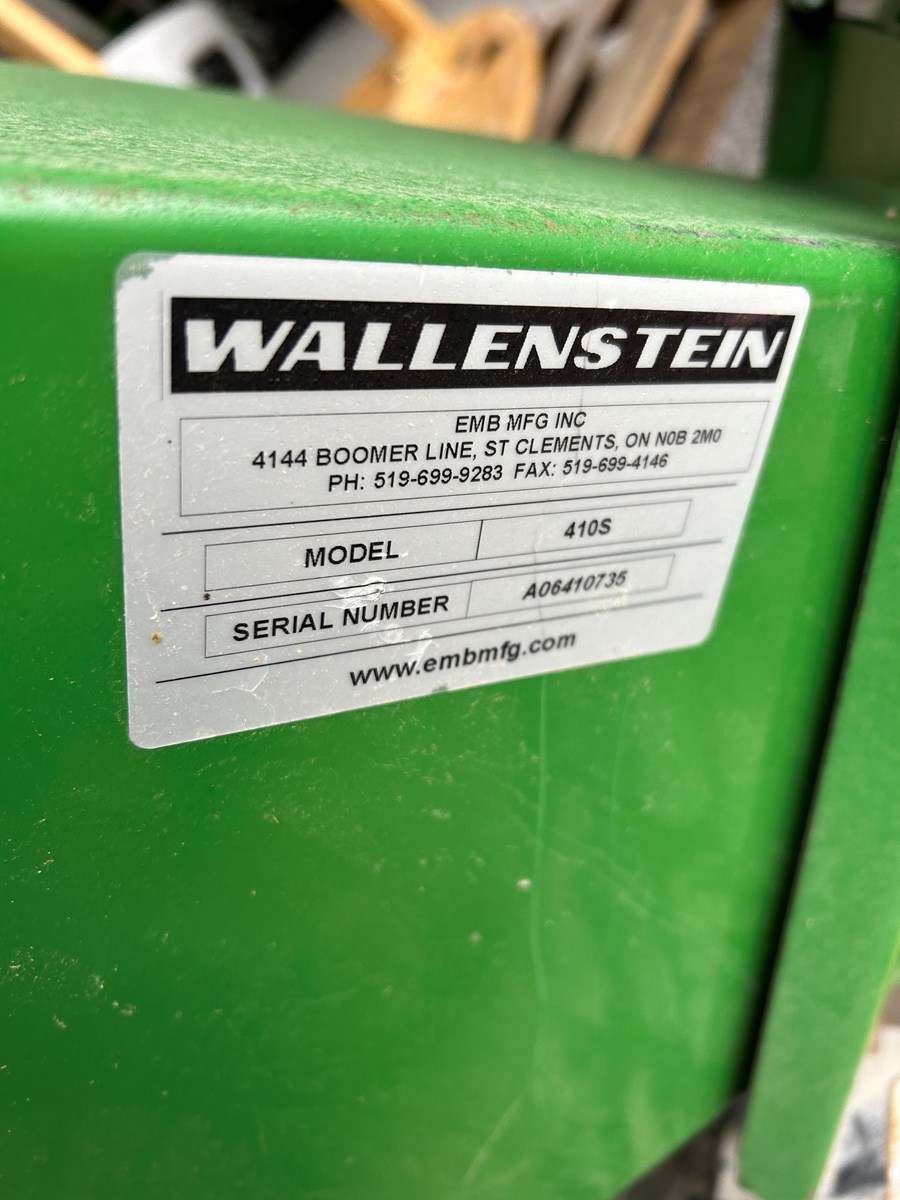 WALLENSTEIN
EMB MFG INC
4144 BOOMER LINE, ST CLEMENTS, ON N0B 2M0
PH: 519-699-9283 FAX: 519-699-4146
MODEL 410S
SERIAL NUMBER A06410735
www.embmfg.com